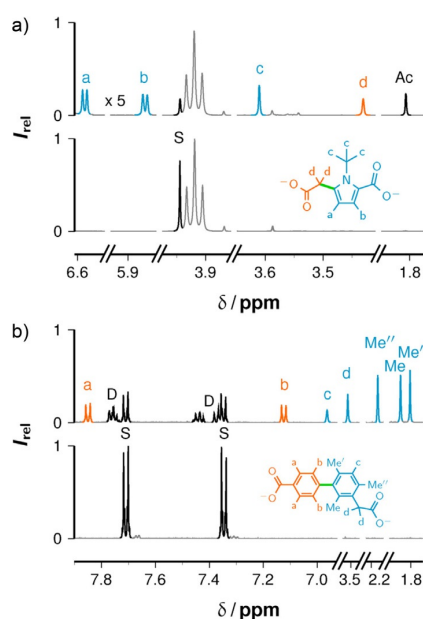 a)
1
a
b
c
d
Ac
x 5
I rel
0
1
S
0
c
c c
d d
N
−O
O
O
O−
a b
6.6 5.9 3.9 3.6 3.5 1.8
δ / ppm
b)
1
a
D
D
b
c
d
Me''
Me
Me'
I rel
0
1
S
S
0
O
−O
a b
a b
Me' c
Me''
Me
d d
O
O−
7.8 7.6 7.4 7.2 7.0 3.5 2.2 1.8
δ / ppm